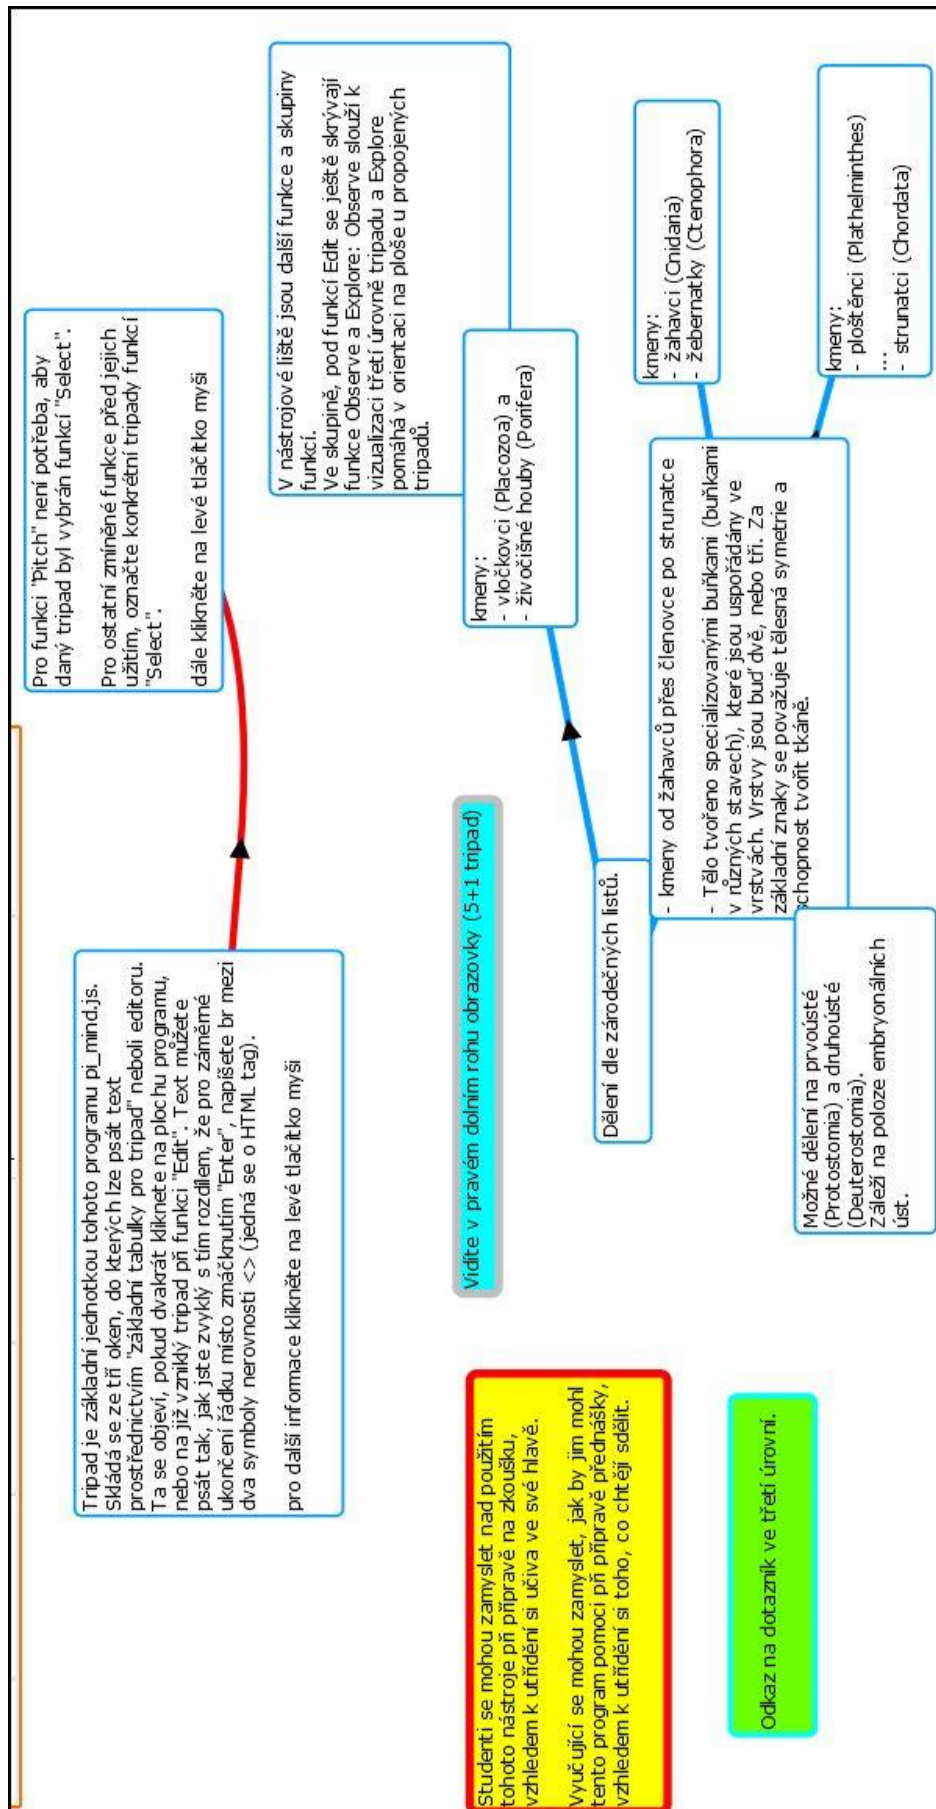 Tripad je základní jednotkou tohoto programu pi_mind.js.
Skládá se ze tří oken, do kterých lze psát text
prostřednictvím "základní tabulky pro tripad" neboli editoru.
Ta se objeví, pokud dvakrát kliknete na plochu programu,
nebo na již vzniklý tripad při funkci "Edit". Text můžete
psát tak, jak jste zvyklý s tím rozdílem, že pro záměrné
ukončení řádku místo zmáčknutím "Enter", napíšete br mezi
dva symboly nerovnosti <> (jedná se o HTML tag).
pro další informace klikněte na levé tlačítko myši
Pro funkci "Pitch" není potřeba, aby
daný tripad byl vybrán funkcí "Select".
Pro ostatní zmíněné funkce před jejich
užitím, označte konkrétní tripady funkcí
"Select".
dále klikněte na levé tlačítko myši
V nástrojové liště jsou další funkce a skupiny
funkcí.
Ve skupině, pod funkcí Edit se ještě skrývají
funkce Observe a Explore: Observe slouží k
vizualizaci třetí úrovně tripadu a Explore
pomáhá v orientaci na ploše u propojených
tripadů.
Studenti se mohou zamyslet nad použitím
tohoto nástroje při přípravě na zkoušku,
vzhledem k utřídění si učiva ve své hlavě.
Vyučující se mohou zamyslet, jak by jim mohl
tento program pomoci při přípravě přednášky,
vzhledem k utřídění si toho, co chtějí sdělit.
Vidíte v pravém dolním rohu obrazovky (5+1 tripad)
kmeny:
- vločkovci (Placozoa) a
- živočišné houby (Porifera)
Dělení dle zárodečných listů.
kmeny:
- žahavci (Cnidaria)
- žebernatky (Ctenophora)
- kmeny od žahavců přes členovce po strunatce
- Tělo tvořeno specializovanými buňkami (buňkami
v různých stavech), které jsou uspořádány ve
vrstvách. Vrstvy jsou buď dvě, nebo tři. Za
základní znaky se považuje tělesná symetrie a
schopnost tvořit tkáně.
Odkaz na dotazník ve třetí úrovni.
Možné dělení na prvoústé
(Protostomia) a druhoústé
(Deuterostomia).
Záleží na poloze embryonálních
úst.
kmeny:
- ploštěnci (Plathelminthes)
...
- strunatci (Chordata)